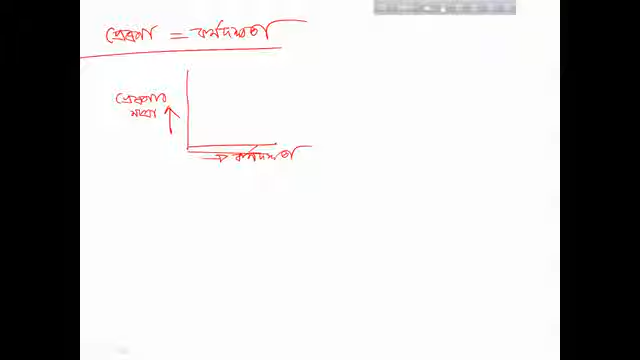 প্রেষণা = কর্মদক্ষতা
প্রেষণার
মাত্রা
→ কর্মদক্ষতা